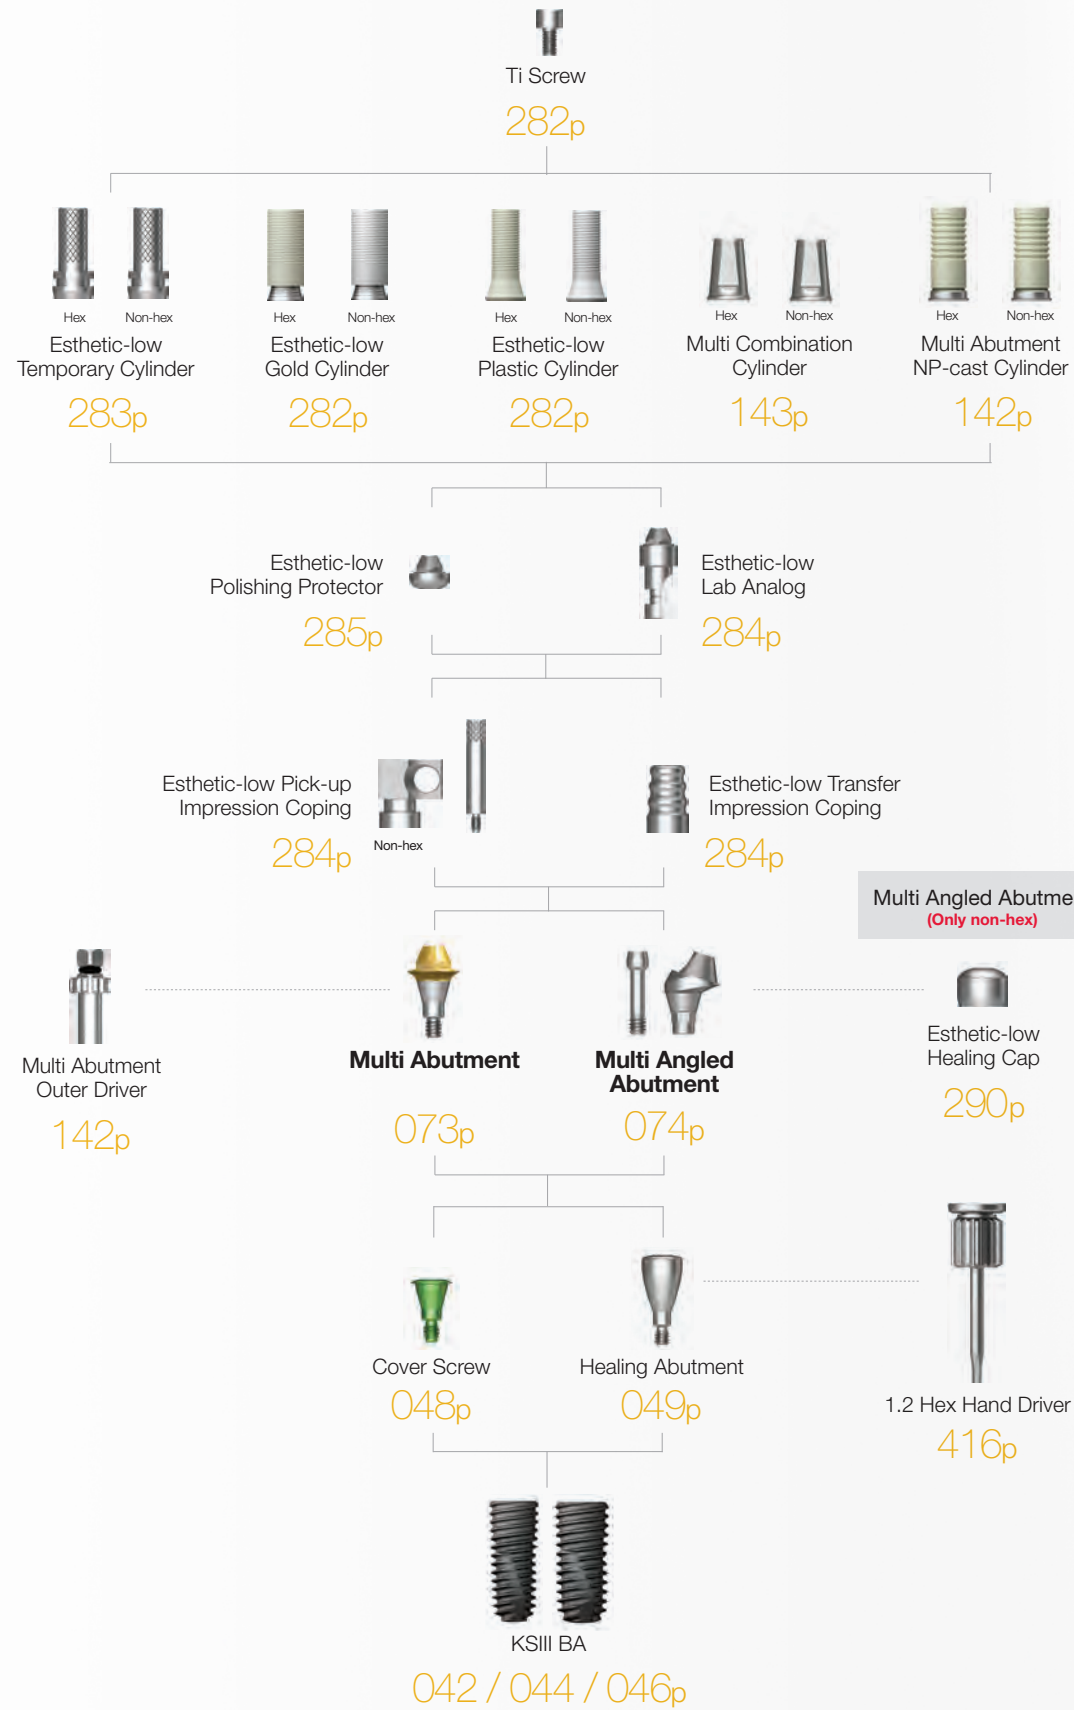 Ti Screw
282p
Hex
Non-hex
Esthetic-low
Temporary Cylinder
283p
Hex
Non-hex
Esthetic-low
Gold Cylinder
282p
Hex
Non-hex
Esthetic-low
Plastic Cylinder
282p
Hex
Non-hex
Multi Combination
Cylinder
143p
Hex
Non-hex
Multi Abutment
NP-cast Cylinder
142p
Esthetic-low
Polishing Protector
285p
Esthetic-low
Lab Analog
284p
Esthetic-low Pick-up
Impression Coping
284p
Non-hex
Esthetic-low Transfer
Impression Coping
284p
Multi Angled Abutme
(Only non-hex)
Multi Abutment
Outer Driver
142p
Multi Abutment
073p
Multi Angled
Abutment
074p
Esthetic-low
Healing Cap
290p
Cover Screw
048p
Healing Abutment
049p
1.2 Hex Hand Driver
416p
KSIII BA
042 / 044 / 046p